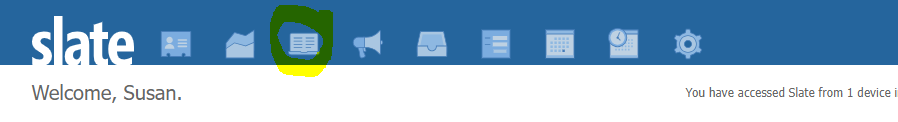 slate
Welcome, Susan.
You have accessed Slate from 1 device